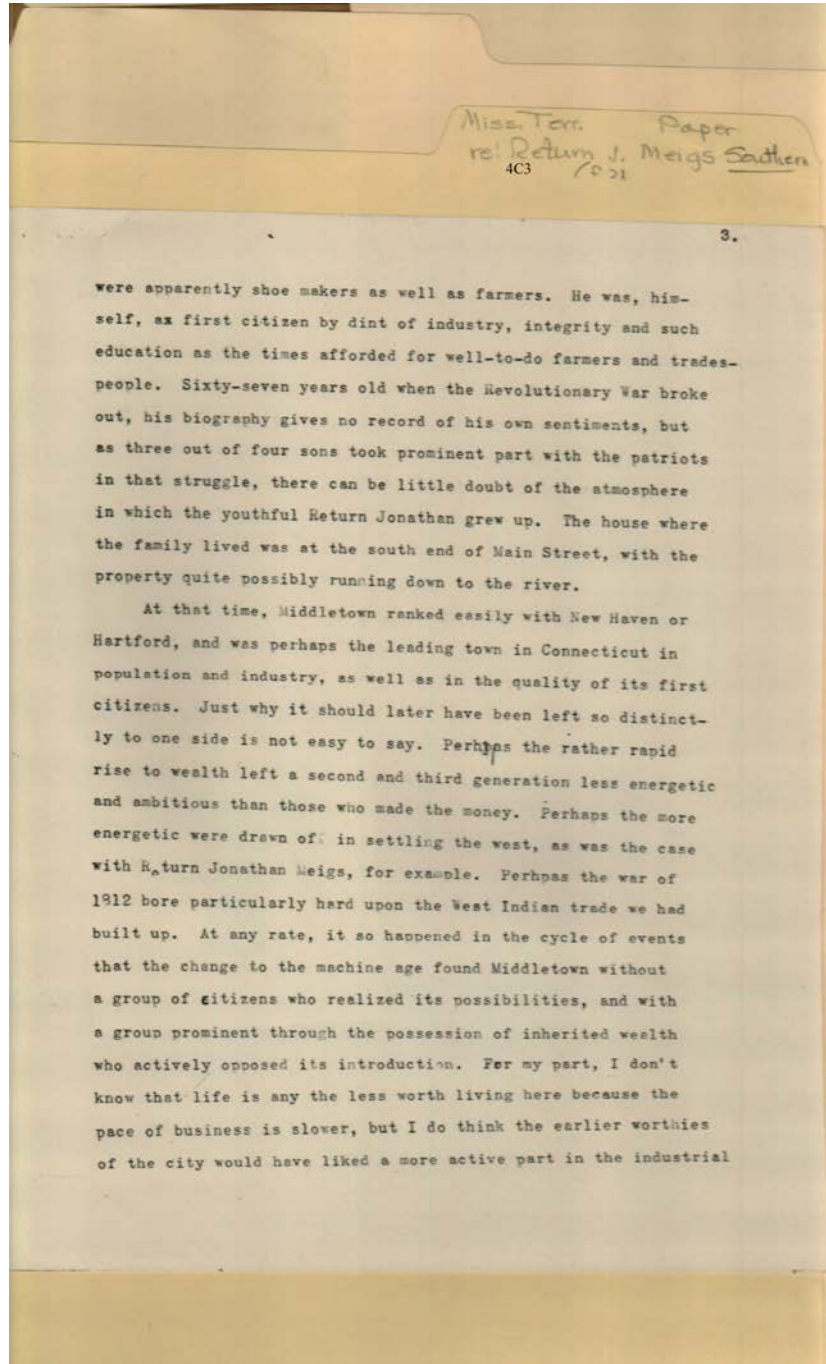 Miss. Terr. Paper
re: Return J. Meigs Southern
4C3
3.
were apparently shoe makers as well as farmers. He was, him-
self, ax first citizen by dint of industry, integrity and such
education as the times afforded for well-to-do farmers and trades-
people. Sixty-seven years old when the Revolutionary War broke
out, his biography gives no record of his own sentiments, but
as three out of four sons took prominent part with the patriots
in that struggle, there can be little doubt of the atmosphere
in which the youthful Return Jonathan grew up. The house where
the family lived was at the south end of Main Street, with the
property quite possibly running down to the river.
At that time, Middletown ranked easily with New Haven or
Hartford, and was perhaps the leading town in Connecticut in
population and industry, as well as in the quality of its first
citizens. Just why it should later have been left so distinct-
ly to one side is not easy to say. Perhaps the rather rapid
rise to wealth left a second and third generation less energetic
and ambitious than those who made the money. Perhaps the more
energetic were drawn off in settling the west, as was the case
with Return Jonathan Meigs, for example. Perhpas the war of
1812 bore particularly hard upon the West Indian trade we had
built up. At any rate, it so happened in the cycle of events
that the change to the machine age found Middletown without
a group of citizens who realized its possibilities, and with
a group prominent through the possession of inherited wealth
who actively opposed its introduction. For my part, I don't
know that life is any the less worth living here because the
pace of business is slower, but I do think the earlier worthies
of the city would have liked a more active part in the industrial